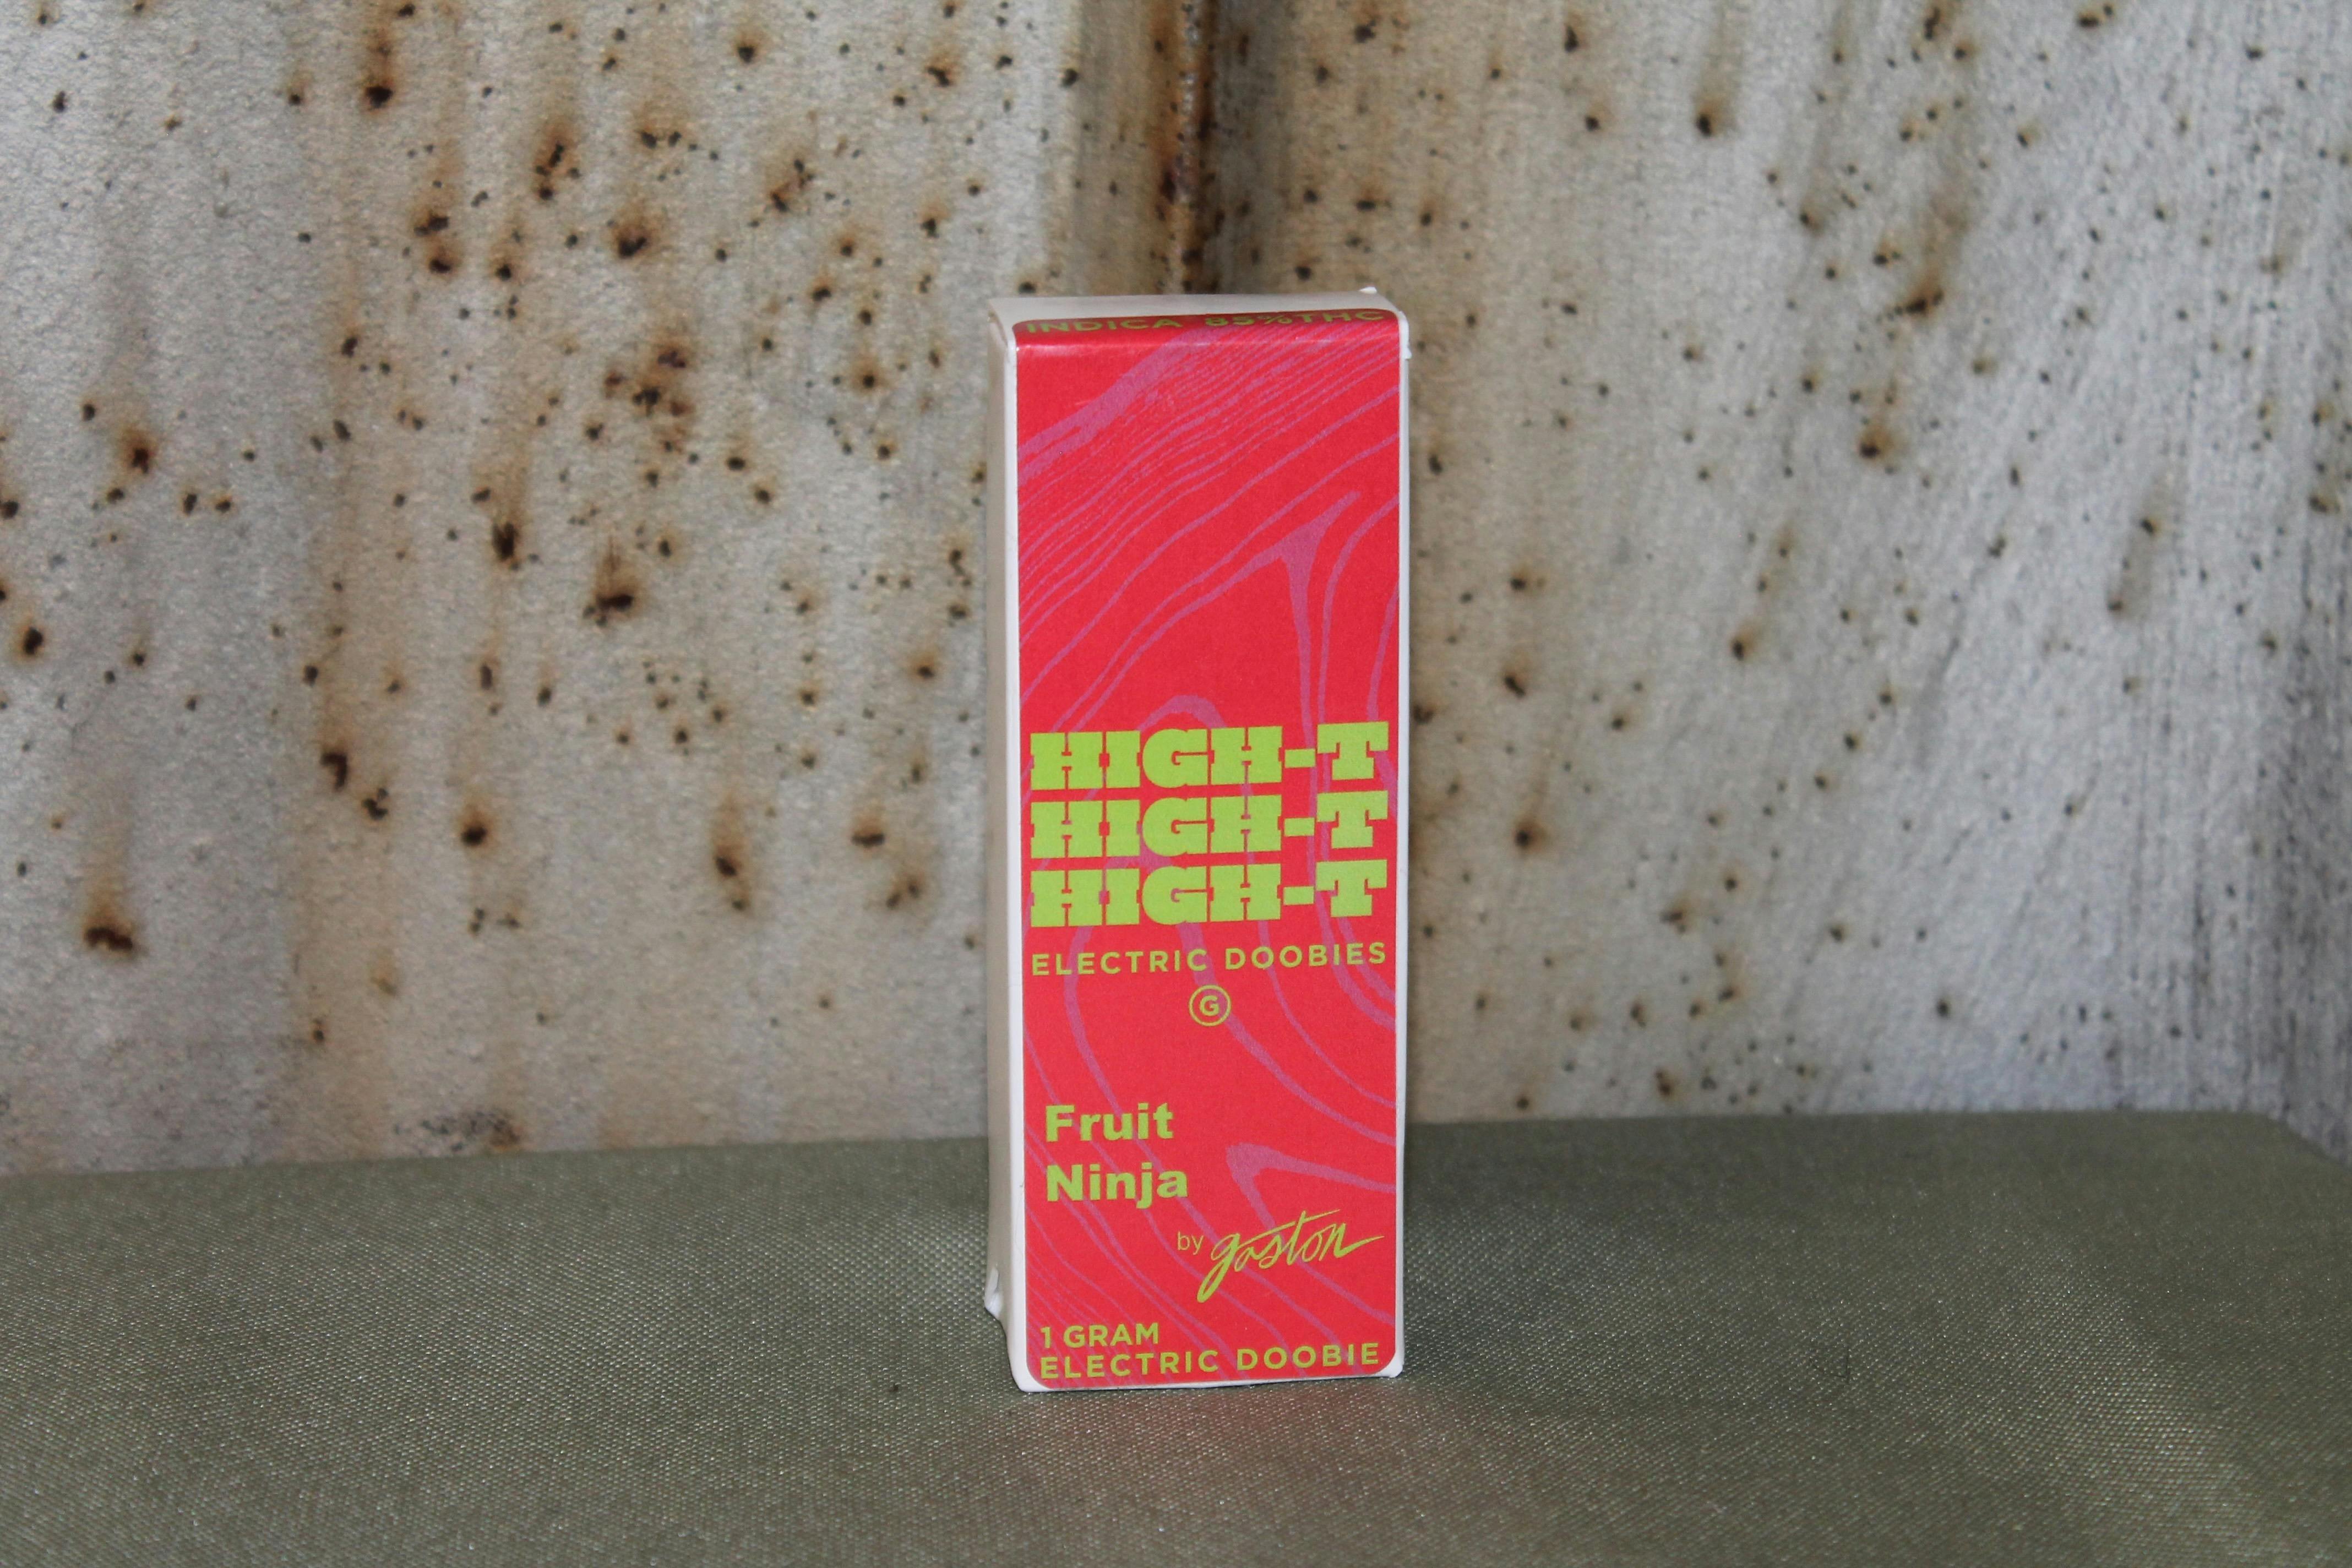 INDICA 85% THC
HIGH-T
HIGH-T
HIGH-T
ELECTRIC DOOBIES
G
Fruit
Ninja
by gaston
1 GRAM
ELECTRIC DOOBIE